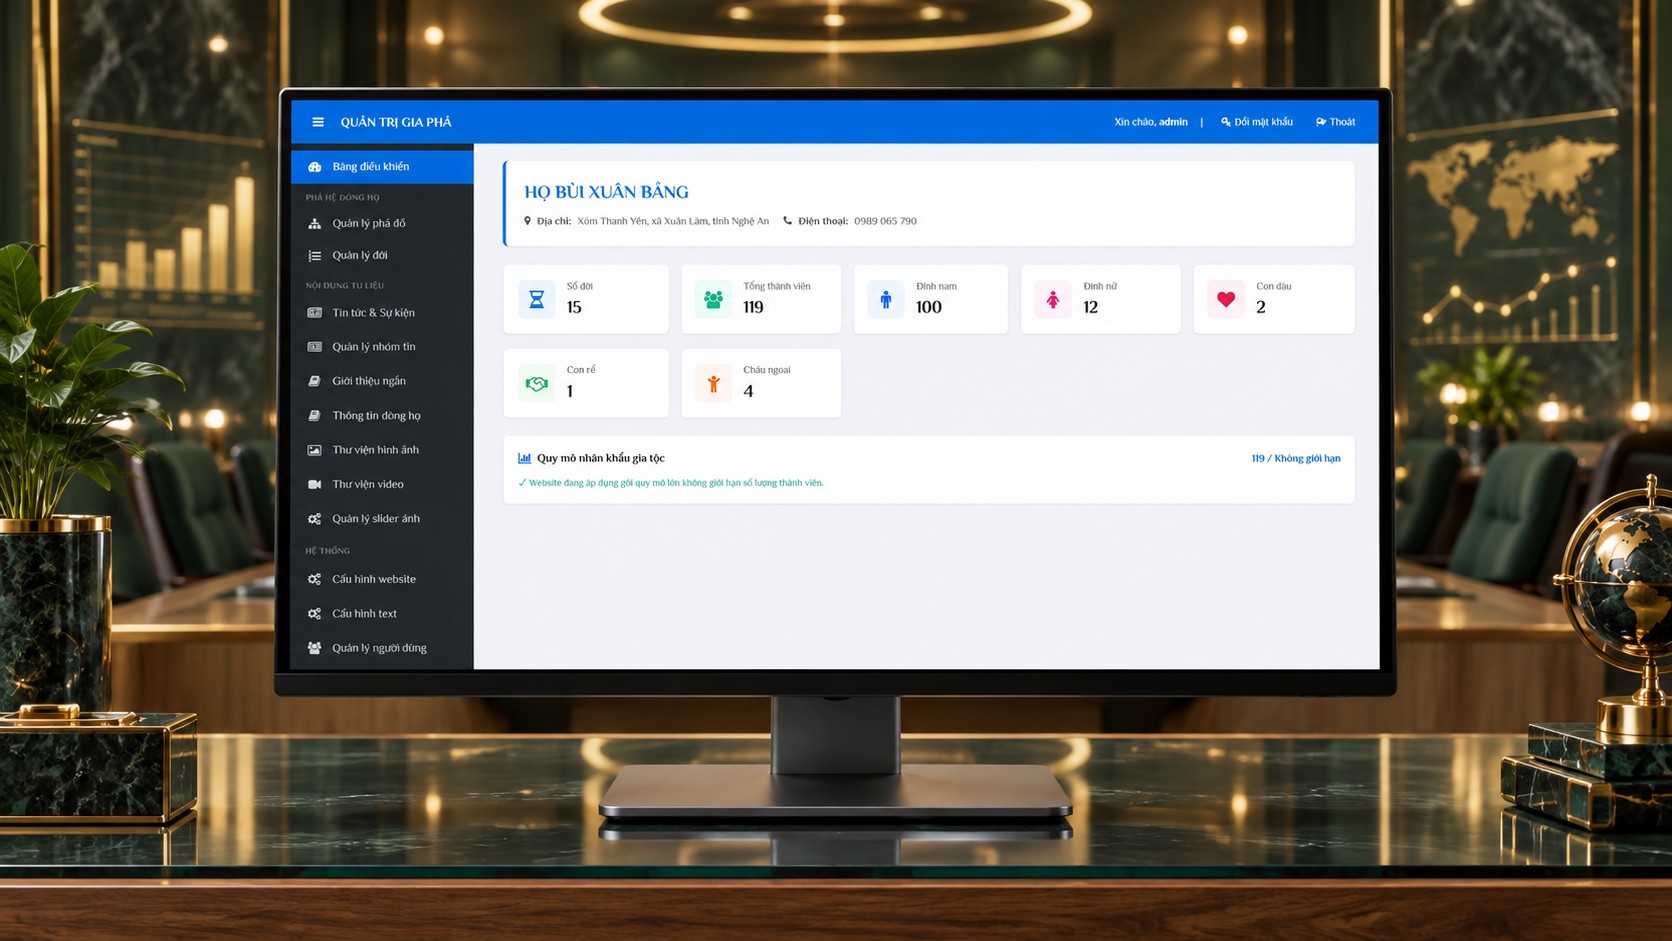 QUẢN TRỊ GIA PHẢ
Xin chào, admin | Đổi mật khẩu Thoát
Bảng điều khiển
PHẢ HỆ DÒNG HỌ
Quản lý phả đồ
Quản lý đời
NỘI DUNG TƯ LIỆU
Tin tức & Sự kiện
Quản lý nhóm tin
Giới thiệu ngắn
Thông tin dòng họ
Thư viện hình ảnh
Thư viện video
Quản lý slider ảnh
HỆ THỐNG
Cấu hình website
Cấu hình text
Quản lý người dùng
HỌ BÙI XUÂN BẢNG
Địa chỉ: Xóm Thanh Yên, xã Xuân Lâm, tỉnh Nghệ An Điện thoại: 0989 065 790
Số đời
15
Tổng thành viên
119
Đinh nam
100
Đinh nữ
12
Con dâu
2
Con rể
1
Cháu ngoại
4
Quy mô nhân khẩu gia tộc
119 / Không giới hạn
✓ Website đang áp dụng gói quy mô lớn không giới hạn số lượng thành viên.